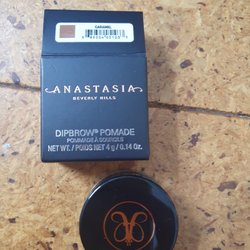 CARAMEL
ANASTASIA
BEVERLY HILLS
DIPBROW® POMADE
POMMADE À SOURCILS
NET WT. / POIDS NET 4 g / 0.14 Oz.